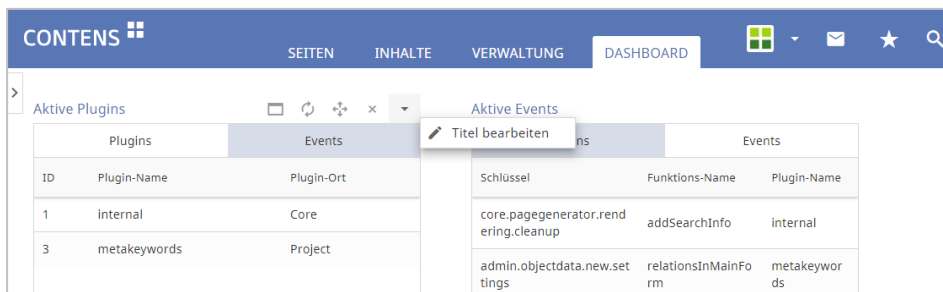 CONTENS
SEITEN INHALTE VERWALTUNG DASHBOARD
Aktive Plugins
Plugins Events
ID Plugin-Name Plugin-Ort
1 internal Core
3 metakeywords Project
Titel bearbeiten
Aktive Events
ns Events
Schlüssel Funktions-Name Plugin-Name
core.pagegenerator.rend
ering.cleanup
addSearchInfo
internal
admin.objectdata.new.set
tings
relationsInMainFo
rm
metakeywor
ds